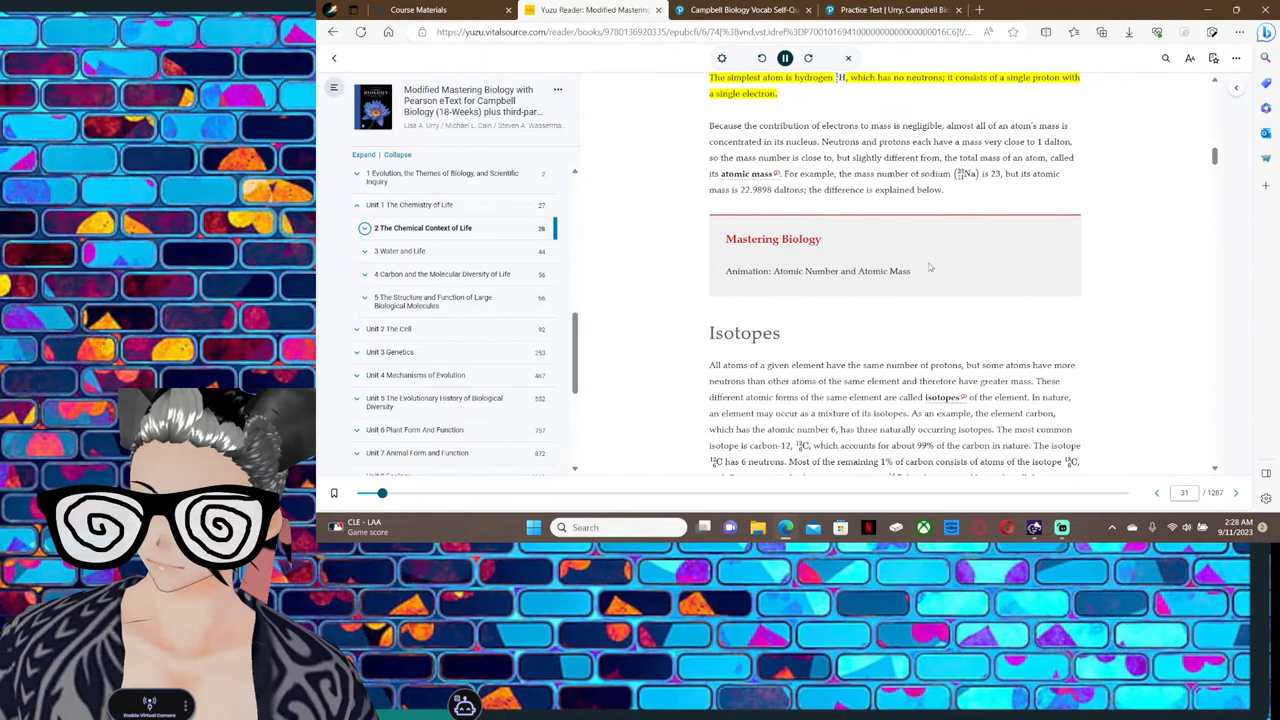 Course Materials
Yuzu Reader: Modified Mastering
Campbell Biology Vocab Self-Qu
Practice Test | Urry, Campbell Bi
https://yuzu.vitalsource.com/reader/books/9780136920335/epubcfi/6/74[%3Bvnd.vst.idref%3DP70010169410000000000000000016C6]!/...
Modified Mastering Biology with
Pearson eText for Campbell
Biology (18-Weeks) plus third-par...
Lisa A. Urry / Michael L. Cain / Steven A. Wasserma...
Expand | Collapse
1 Evolution, the Themes of Biology, and Scientific 2
Inquiry
Unit 1 The Chemistry of Life 27
2 The Chemical Context of Life 28
3 Water and Life 44
4 Carbon and the Molecular Diversity of Life 56
5 The Structure and Function of Large 66
Biological Molecules
Unit 2 The Cell 92
Unit 3 Genetics 253
Unit 4 Mechanisms of Evolution 467
Unit 5 The Evolutionary History of Biological 552
Diversity
Unit 6 Plant Form And Function 757
Unit 7 Animal Form and Function 872
The simplest atom is hydrogen ¹₁H, which has no neutrons; it consists of a single proton with
a single electron.
Because the contribution of electrons to mass is negligible, almost all of an atom's mass is
concentrated in its nucleus. Neutrons and protons each have a mass very close to 1 dalton,
so the mass number is close to, but slightly different from, the total mass of an atom, called
its atomic mass. For example, the mass number of sodium (²³₁₁Na) is 23, but its atomic
mass is 22.9898 daltons; the difference is explained below.
Mastering Biology
Animation: Atomic Number and Atomic Mass
Isotopes
All atoms of a given element have the same number of protons, but some atoms have more
neutrons than other atoms of the same element and therefore have greater mass. These
different atomic forms of the same element are called isotopes of the element. In nature,
an element may occur as a mixture of its isotopes. As an example, the element carbon,
which has the atomic number 6, has three naturally occurring isotopes. The most common
isotope is carbon-12, ¹²₆C, which accounts for about 99% of the carbon in nature. The isotope
¹²₆C has 6 neutrons. Most of the remaining 1% of carbon consists of atoms of the isotope ¹³₆C,
31 / 1287
CLE - LAA
Game score
Search
2:28 AM
9/11/2023
Enable Virtual Camera